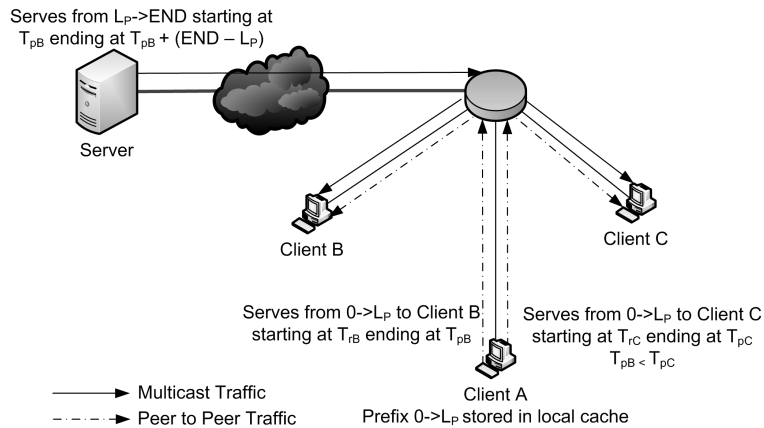 Serves from LP->END starting at
TpB ending at TpB + (END – LP)
Server
Client B
Client C
Serves from 0->LP to Client B
starting at TrB ending at TpB
Serves from 0->LP to Client C
starting at TrC ending at TpC
TpB < TpC
Client A
Prefix 0->LP stored in local cache
Multicast Traffic
Peer to Peer Traffic